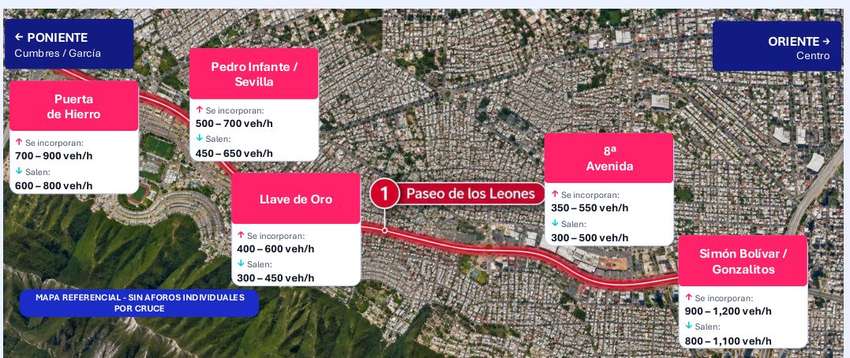 ← PONIENTE
Cumbres / García
ORIENTE →
Centro
Puerta
de Hierro
↑ Se incorporan:
700 – 900 veh/h
↓ Salen:
600 – 800 veh/h
Pedro Infante /
Sevilla
↑ Se incorporan:
500 – 700 veh/h
↓ Salen:
450 – 650 veh/h
Llave de Oro
↑ Se incorporan:
400 – 600 veh/h
↓ Salen:
300 – 450 veh/h
1 Paseo de los Leones
8ª
Avenida
↑ Se incorporan:
350 – 550 veh/h
↓ Salen:
300 – 500 veh/h
Simón Bolívar /
Gonzalitos
↑ Se incorporan:
900 – 1,200 veh/h
↓ Salen:
800 – 1,100 veh/h
MAPA REFERENCIAL - SIN AFOROS INDIVIDUALES
POR CRUCE